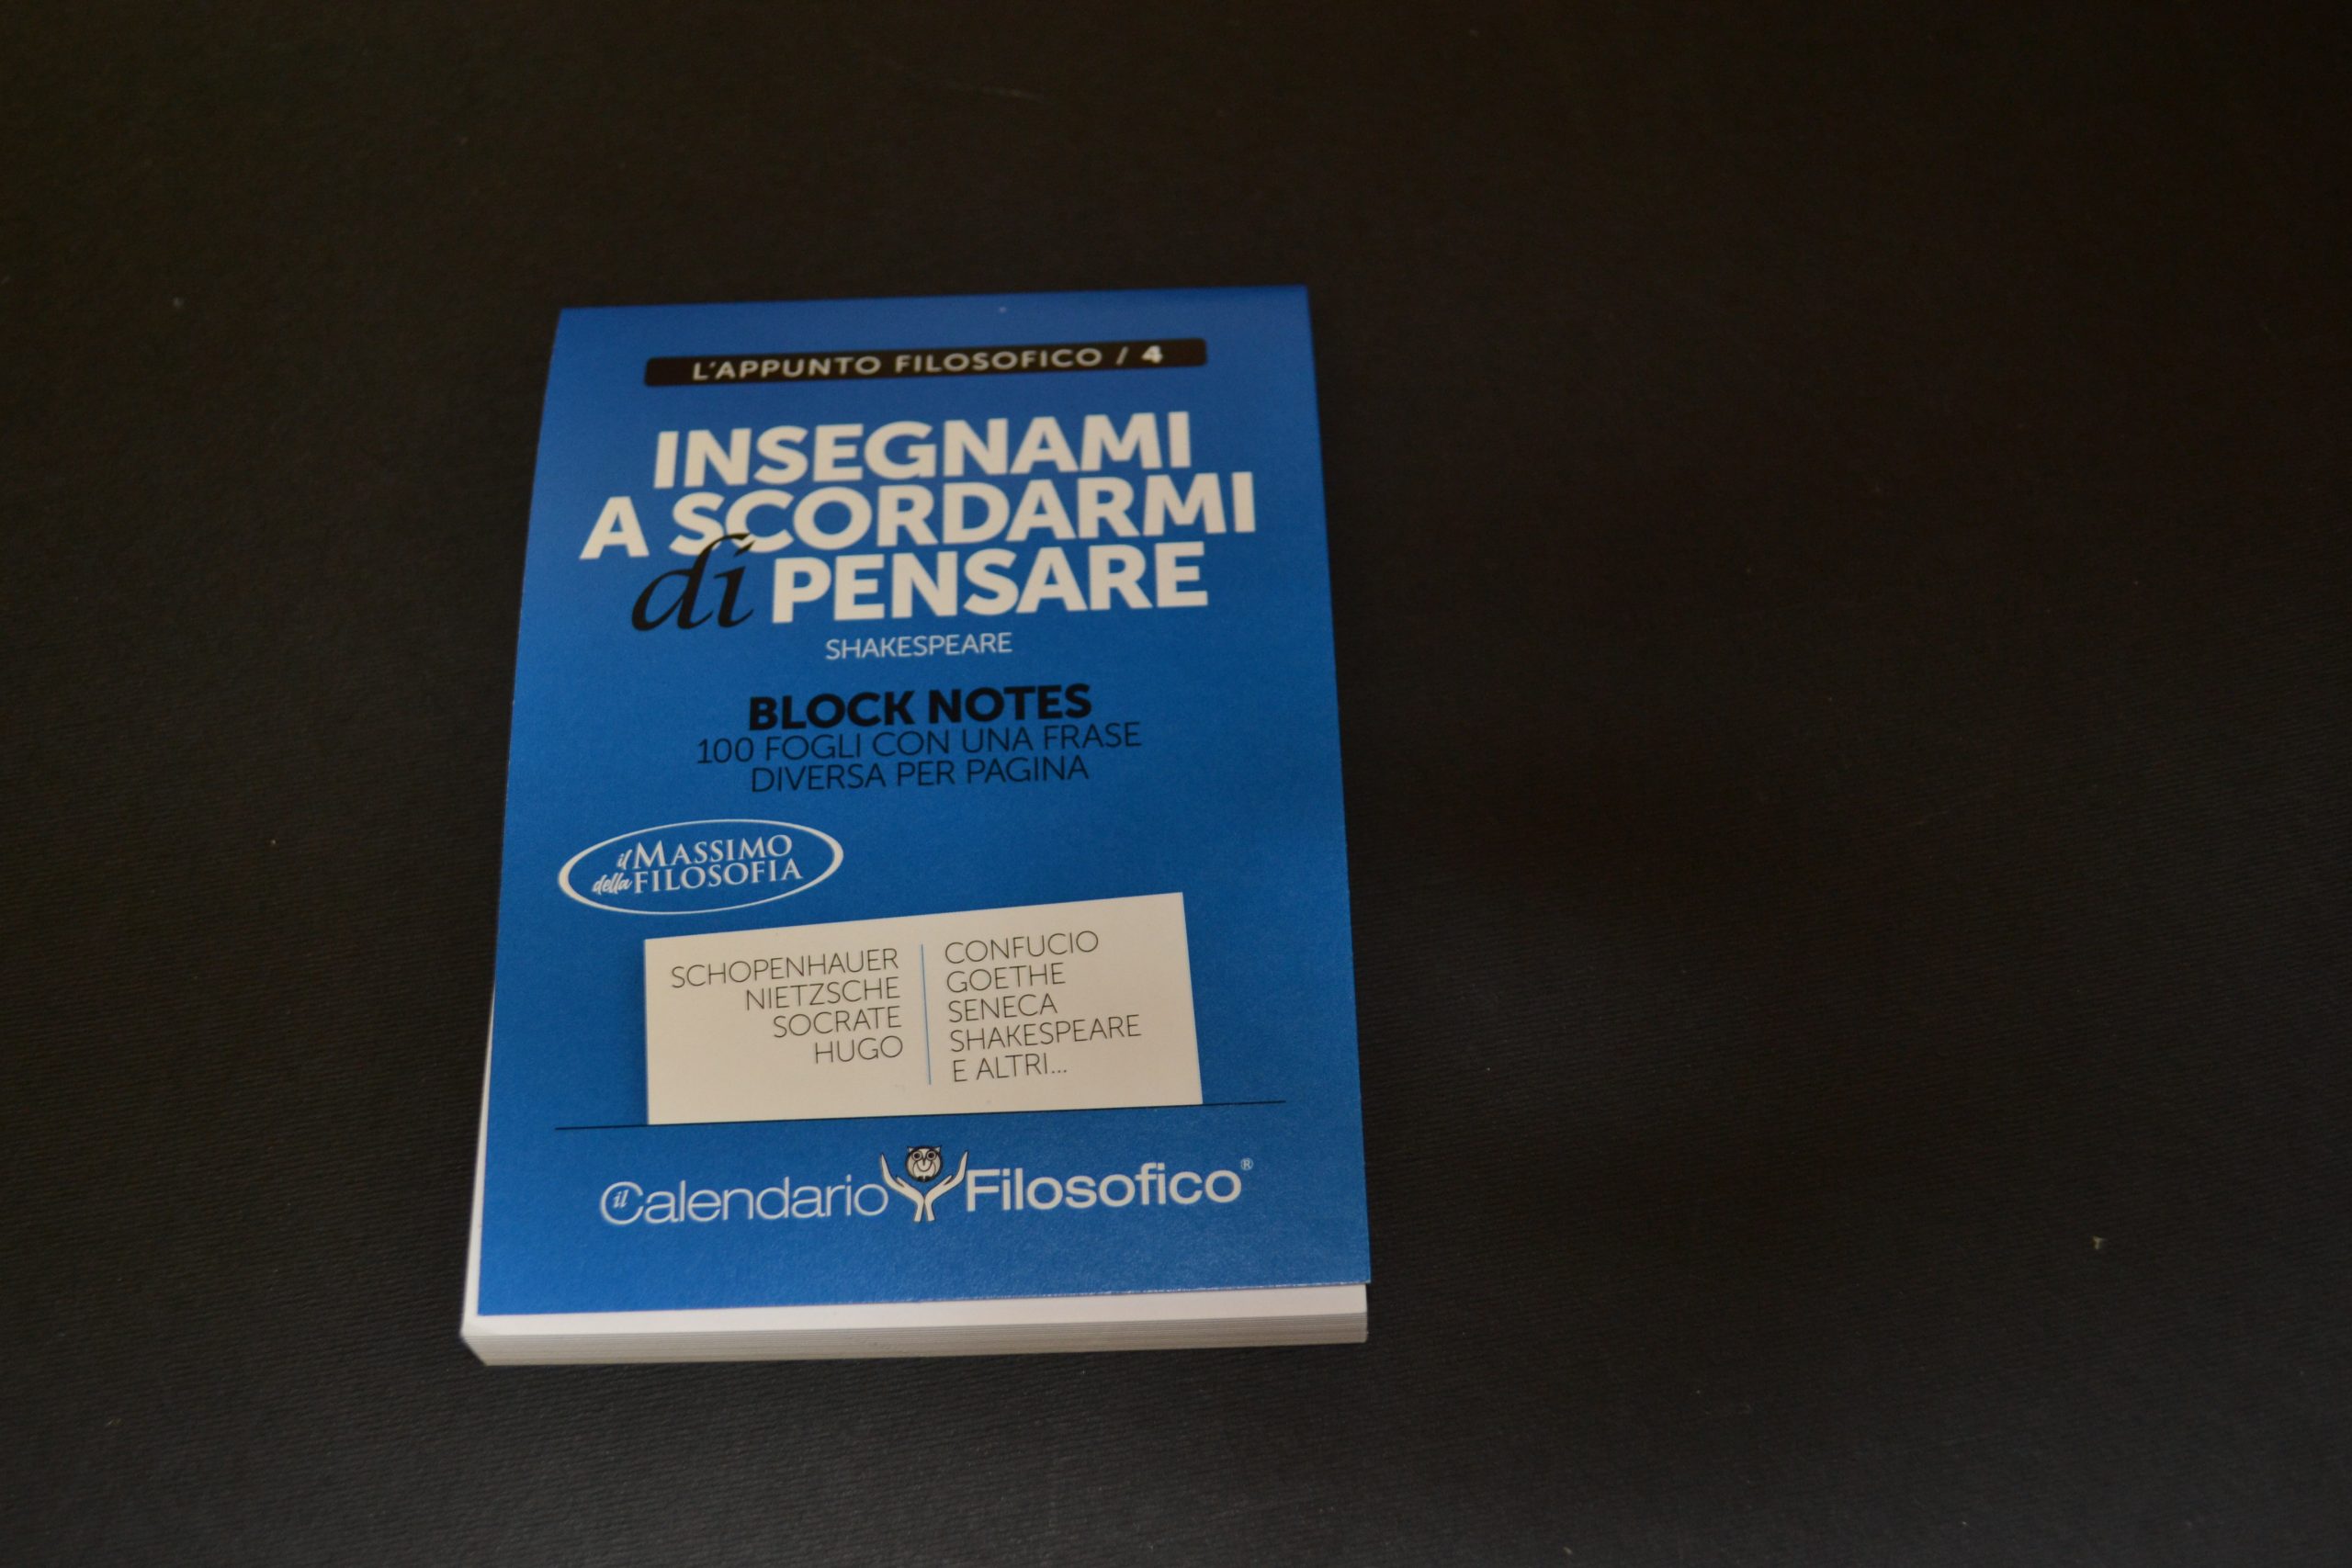 L'APPUNTO FILOSOFICO / 4
INSEGNAMI
A SCORDARMI
di PENSARE
SHAKESPEARE
BLOCK NOTES
100 FOGLI CON UNA FRASE
DIVERSA PER PAGINA
il MASSIMO
della FILOSOFIA
SCHOPENHAUER
NIETZSCHE
SOCRATE
HUGO
CONFUCIO
GOETHE
SENECA
SHAKESPEARE
E ALTRI...
il Calendario Filosofico®